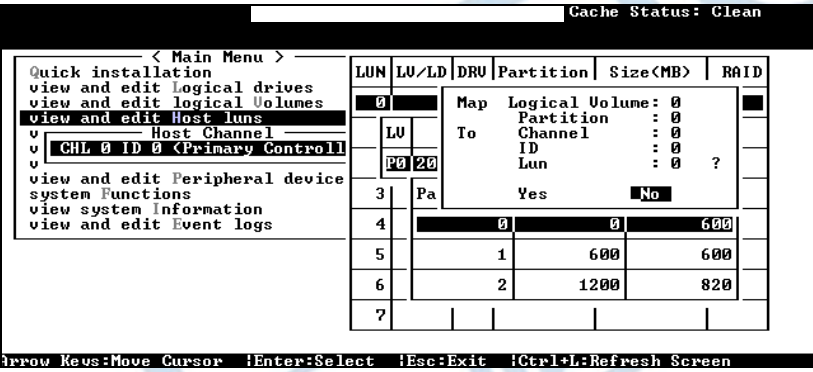 Cache Status: Clean
< Main Menu >
Quick installation
view and edit Logical drives
view and edit logical Volumes
view and edit Host luns
v
Host Channel
v
CHL 0 ID 0 (Primary Controll
v
view and edit Peripheral device
system Functions
view system Information
view and edit Event logs
LUN LV/LD DRV Partition Size(MB) RAID
0
LV
P0 20
3 Pa
4 0 0 600
5 1 600 600
6 2 1200 820
7
Map Logical Volume: 0
Partition : 0
To Channel : 0
ID : 0
Lun : 0 ?
Yes No
Arrow Keys:Move Cursor |Enter:Select |Esc:Exit |Ctrl+L:Refresh Screen